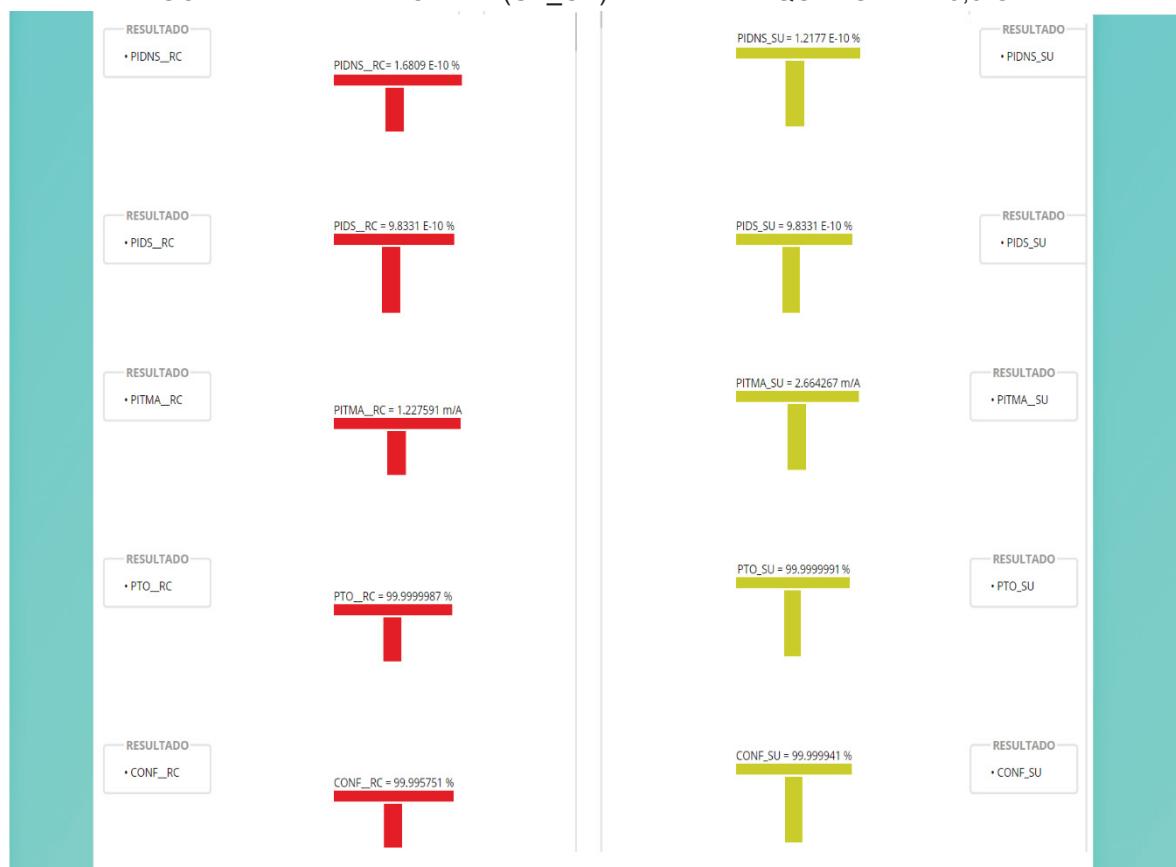 RESULTADO
• PIDNS__RC
PIDNS__RC= 1.6809 E-10 %
PIDNS_SU = 1.2177 E-10 %
RESULTADO
• PIDNS_SU
RESULTADO
• PIDS__RC
PIDS__RC = 9.8331 E-10 %
PIDS_SU = 9.8331 E-10 %
RESULTADO
• PIDS_SU
RESULTADO
• PITMA__RC
PITMA__RC = 1.227591 m/A
PITMA_SU = 2.664267 m/A
RESULTADO
• PITMA__SU
RESULTADO
• PTO__RC
PTO__RC = 99.9999987 %
PTO_SU = 99.9999991 %
RESULTADO
• PTO_SU
RESULTADO
• CONF__RC
CONF__RC = 99.995751 %
CONF_SU = 99.999941 %
RESULTADO
• CONF_SU